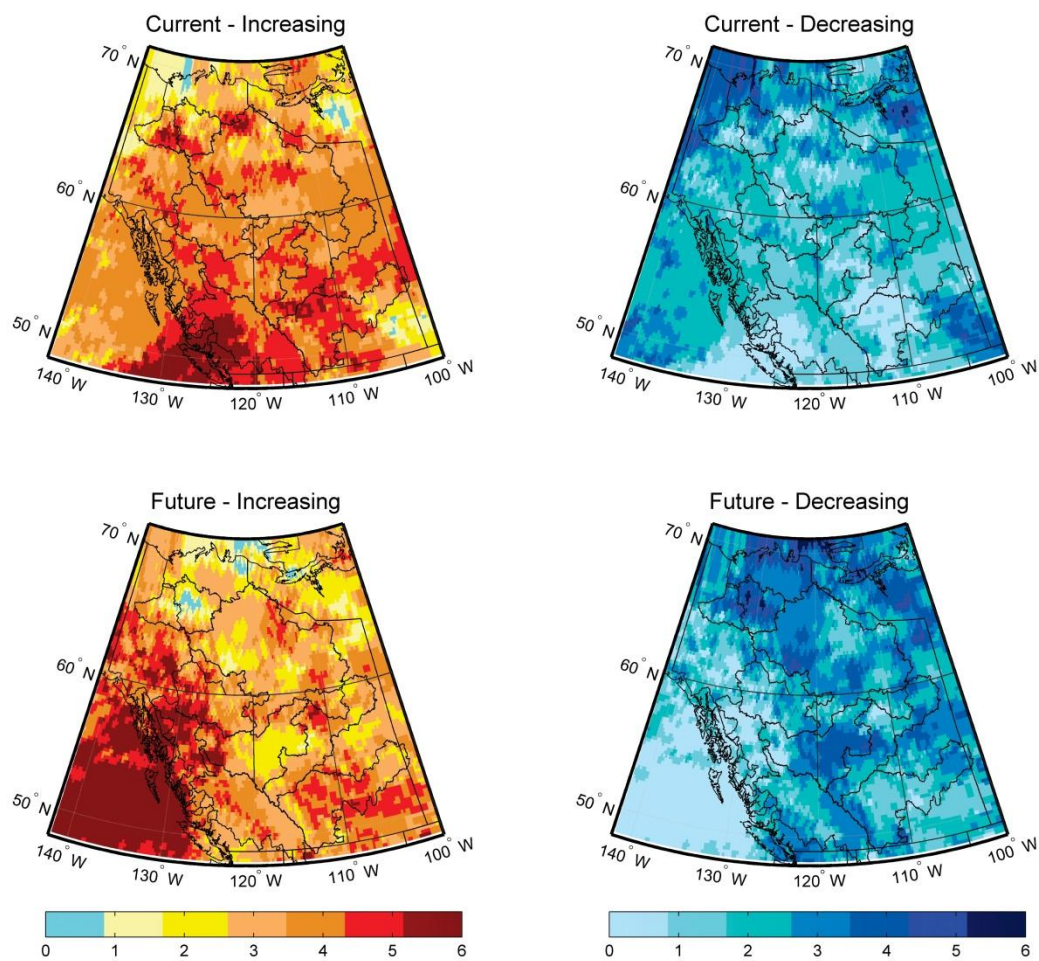 Current - Increasing
Current - Decreasing
70° N
60° N
50° N
140° W
130° W
120° W
110° W
100° W
70° N
60° N
50° N
140° W
130° W
120° W
110° W
100° W
Future - Increasing
Future - Decreasing
70° N
60° N
50° N
140° W
130° W
120° W
110° W
100° W
70° N
60° N
50° N
140° W
130° W
120° W
110° W
100° W
0 1 2 3 4 5 6
0 1 2 3 4 5 6